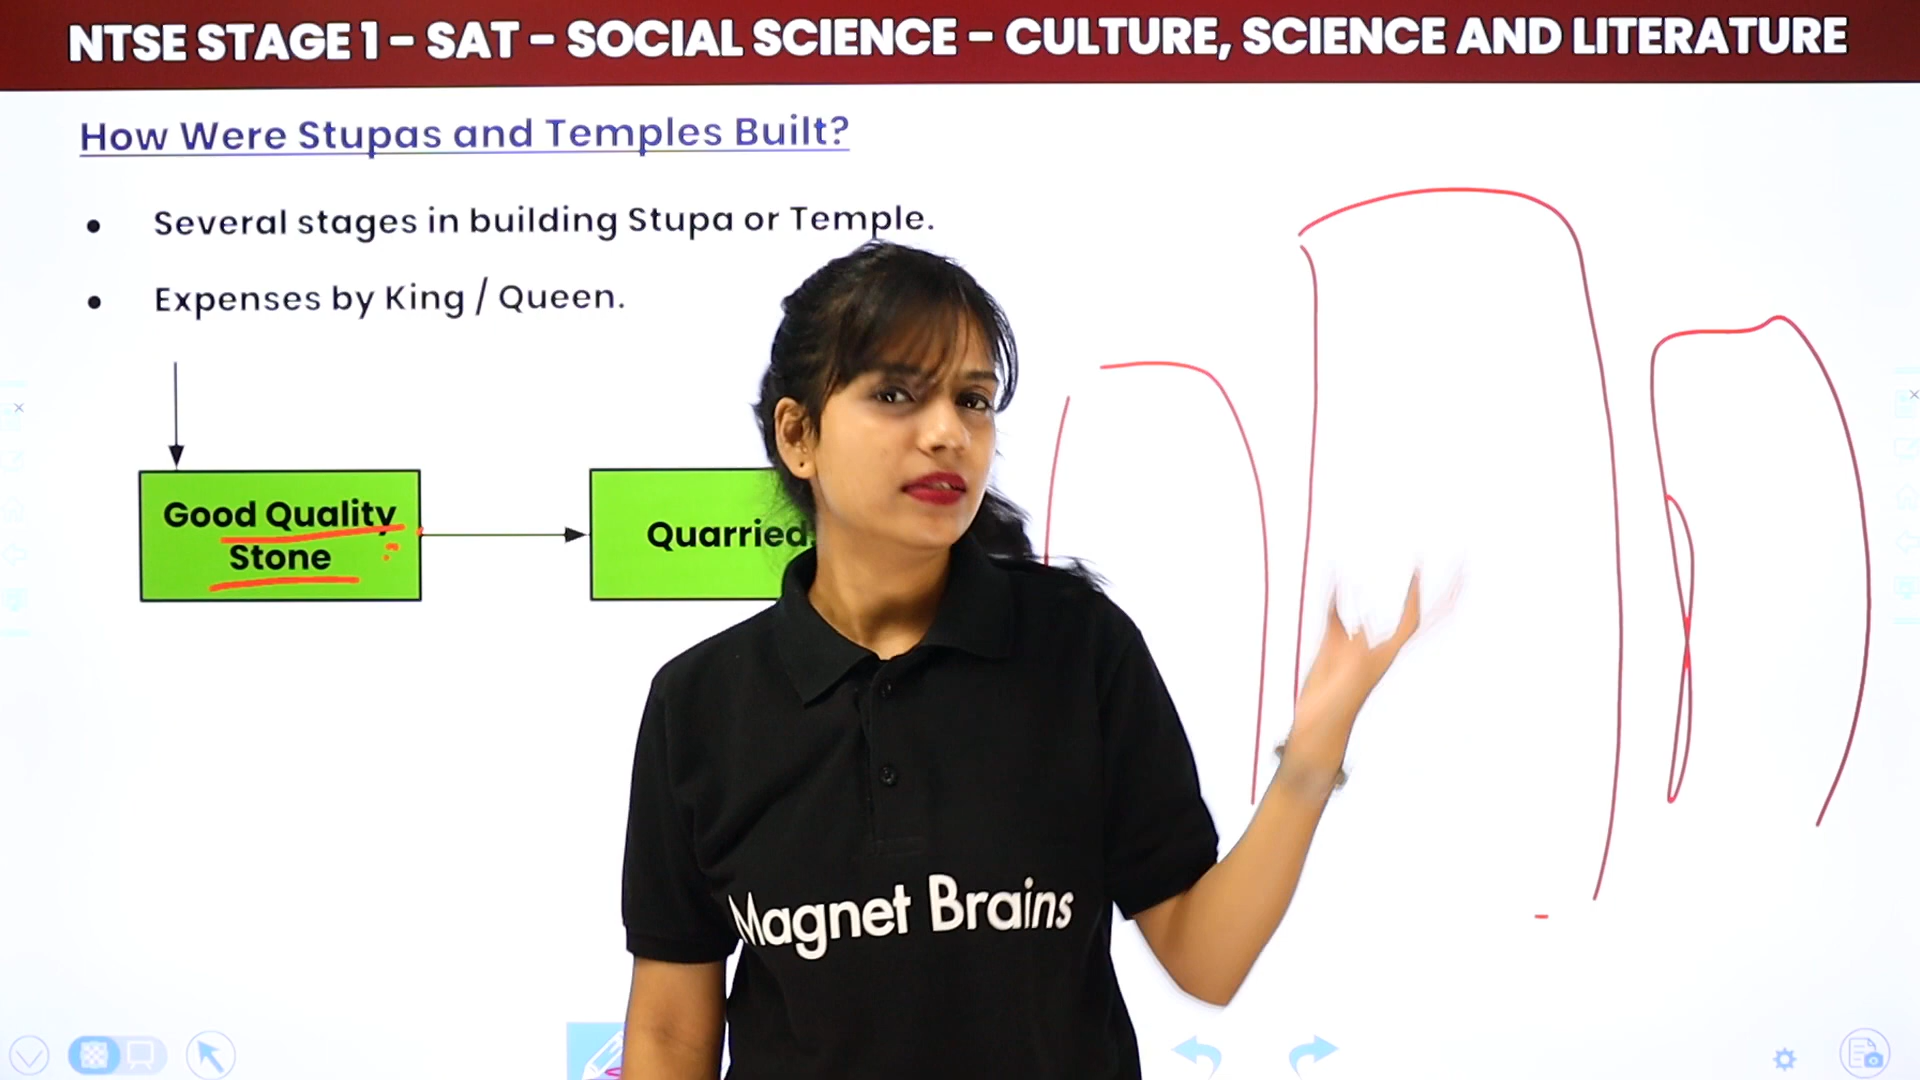 NTSE STAGE 1 - SAT - SOCIAL SCIENCE - CULTURE, SCIENCE AND LITERATURE
How Were Stupas and Temples Built?
• Several stages in building Stupa or Temple.
• Expenses by King / Queen.
Good Quality
Stone
Quarried
Magnet Brains